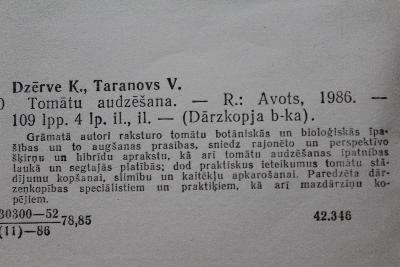 Dzērve K., Taranovs V.
Tomātu audzēšana. — R.: Avots, 1986. —
109 lpp. 4 lp. il., il. — (Dārzkopja b-ka).
Grāmatā autori raksturo tomātu botāniskās un bioloģiskās īpa-
šības un to augšanas prasības, sniedz rajonēto un perspektīvo
šķirņu un hibrīdu aprakstu, kā arī tomātu audzēšanas īpatnības
laukā un segtajās platībās; dod praktiskus ieteikumus tomātu stā-
dījumu kopšanai, slimību un kaitēkļu apkarošanai. Paredzēta dār-
zeņkopības speciālistiem un praktiķiem, kā arī mazdārziņu ko-
pējiem.
30300—52
78,85
42.346
(11)—86